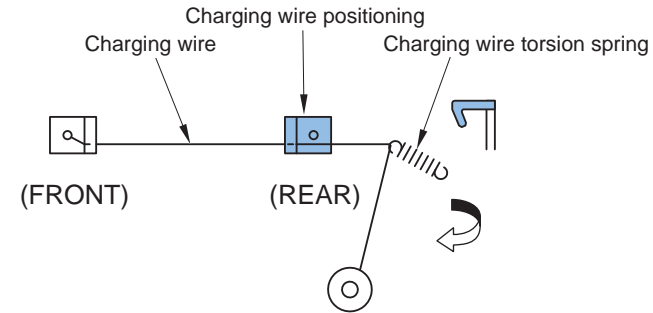 Charging wire positioning
Charging wire
Charging wire torsion spring
(FRONT)
(REAR)